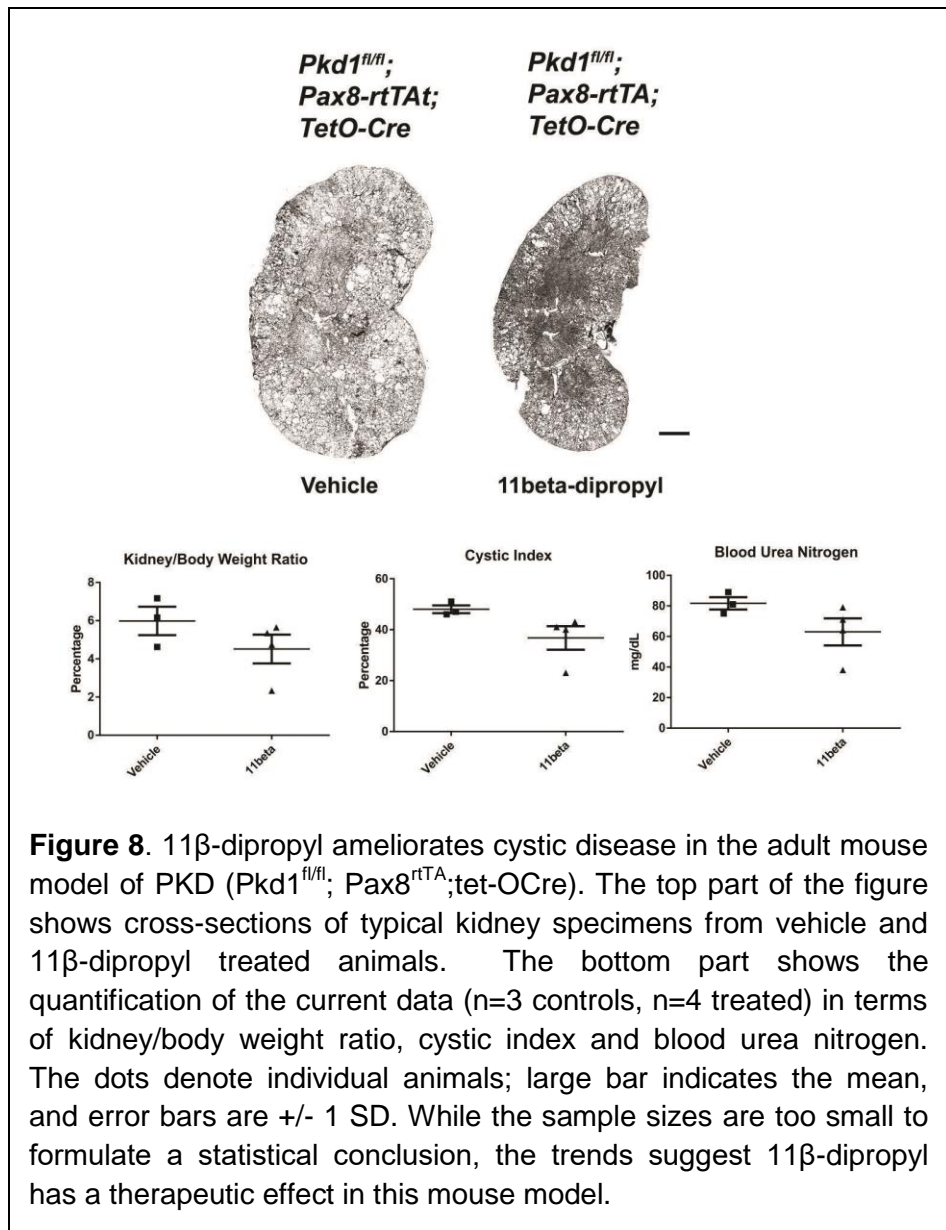 Pkd1fl/fl;
Pax8-rtTAt;
TetO-Cre
Pkd1fl/fl;
Pax8-rtTA;
TetO-Cre
Vehicle
11beta-dipropyl
Kidney/Body Weight Ratio
Percentage
8
6
4
2
0
Vehicle
11beta
Cystic Index
Percentage
60
40
20
0
Vehicle
11beta
Blood Urea Nitrogen
mg/dL
100
80
60
40
20
0
Vehicle
11beta
Figure 8. 11β-dipropyl ameliorates cystic disease in the adult mouse
model of PKD (Pkd1fl/fl; Pax8rtTA;tet-OCre). The top part of the figure
shows cross-sections of typical kidney specimens from vehicle and
11β-dipropyl treated animals. The bottom part shows the
quantification of the current data (n=3 controls, n=4 treated) in terms
of kidney/body weight ratio, cystic index and blood urea nitrogen.
The dots denote individual animals; large bar indicates the mean,
and error bars are +/- 1 SD. While the sample sizes are too small to
formulate a statistical conclusion, the trends suggest 11β-dipropyl
has a therapeutic effect in this mouse model.